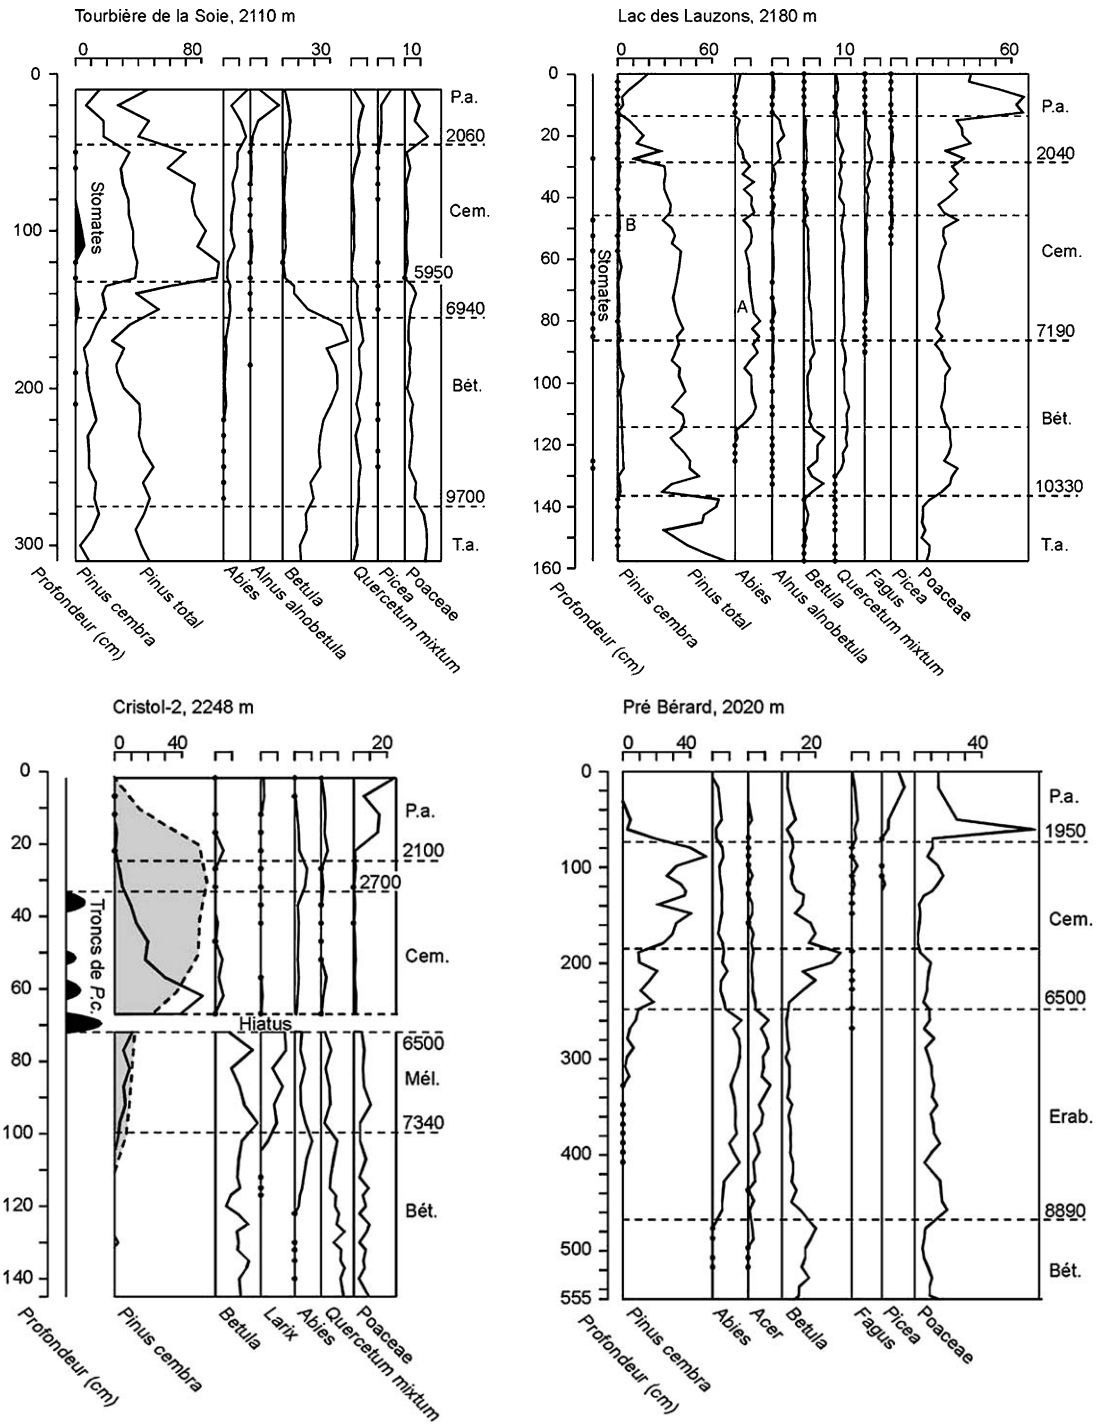 Tourbière de la Soie, 2110 m
0 80 30 10
0
100
200
300
Stomates
P.a.
2060
Cem.
5950
6940
Bét.
9700
T.a.
Profondeur (cm)
Pinus cembra
Pinus total
Abies
Alnus alnobetula
Betula
Quercetum mixtum
Picea
Poaceae
Lac des Lauzons, 2180 m
0 60 10 60
0
20
40
60
80
100
120
140
160
Stomates
B
A
P.a.
2040
Cem.
7190
Bét.
10330
T.a.
Profondeur (cm)
Pinus cembra
Pinus total
Abies
Alnus alnobetula
Betula
Quercetum mixtum
Fagus
Picea
Poaceae
Cristol-2, 2248 m
0 40 20
0
20
40
60
80
100
120
140
Troncs de P.c.
P.a.
2100
2700
Cem.
Hiatus
6500
Mél.
7340
Bét.
Profondeur (cm)
Pinus cembra
Betula
Larix
Abies
Quercetum mixtum
Poaceae
Pré Bérard, 2020 m
0 40 20 40
0
100
200
300
400
500
555
P.a.
1950
Cem.
6500
Erab.
8890
Bét.
Profondeur (cm)
Pinus cembra
Abies
Acer
Betula
Fagus
Picea
Poaceae